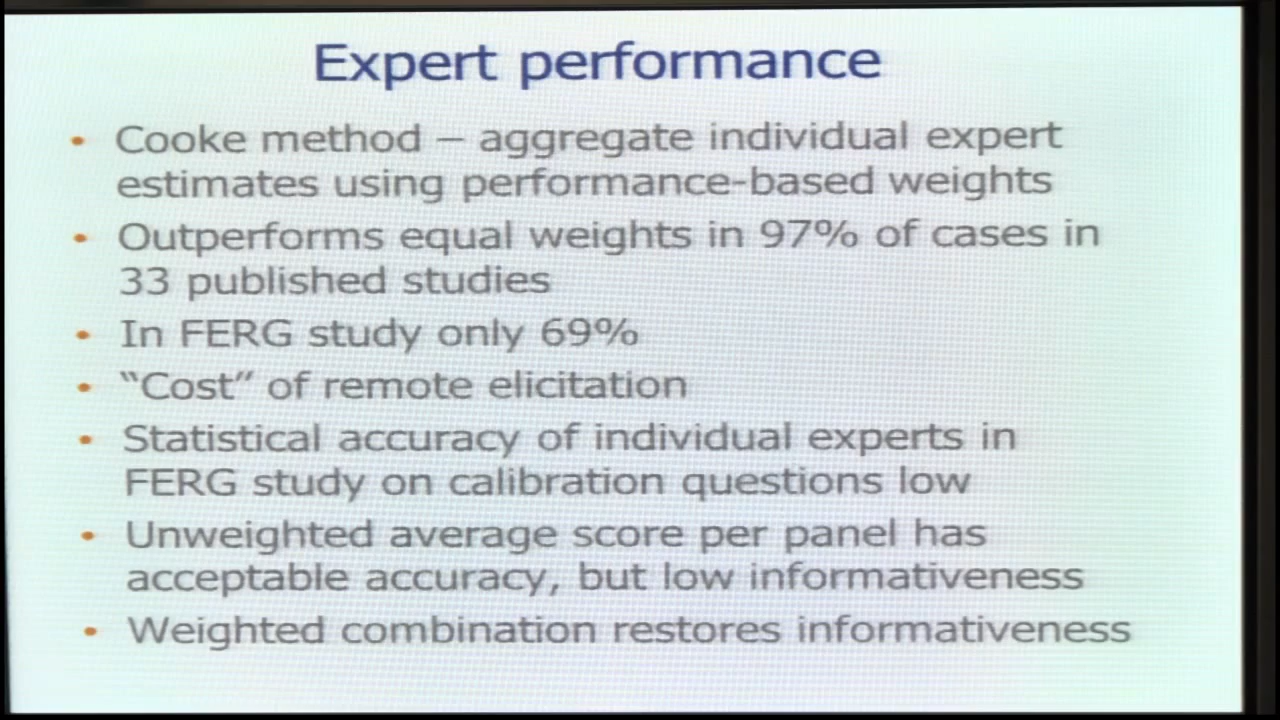 Expert performance
• Cooke method – aggregate individual expert
estimates using performance-based weights
• Outperforms equal weights in 97% of cases in
33 published studies
• In FERG study only 69%
• “Cost” of remote elicitation
• Statistical accuracy of individual experts in
FERG study on calibration questions low
• Unweighted average score per panel has
acceptable accuracy, but low informativeness
• Weighted combination restores informativeness